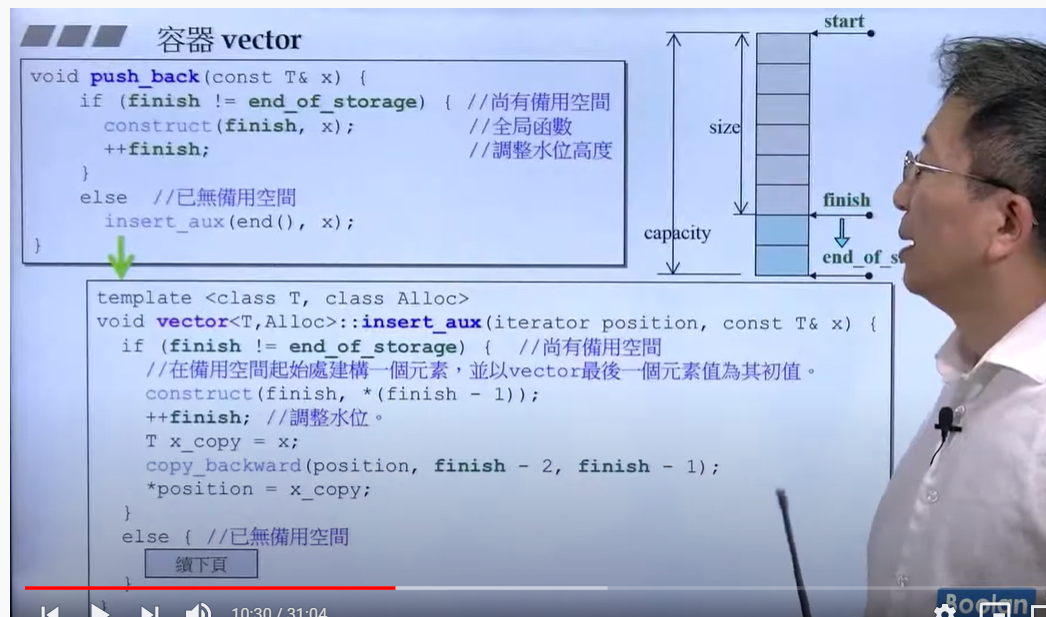 容器 vector
void push_back(const T& x) {
if (finish != end_of_storage) { //尚有備用空間
construct(finish, x); //全局函數
++finish; //調整水位高度
}
else //已無備用空間
insert_aux(end(), x);
}
start
size
finish
capacity
end_of_s
template <class T, class Alloc>
void vector<T,Alloc>::insert_aux(iterator position, const T& x) {
if (finish != end_of_storage) { //尚有備用空間
//在備用空間起始處建構一個元素，並以vector最後一個元素值為其初值。
construct(finish, *(finish - 1));
++finish; //調整水位。
T x_copy = x;
copy_backward(position, finish - 2, finish - 1);
*position = x_copy;
}
else { //已無備用空間
續下頁
}
}
10:30 / 31:04
Boolan